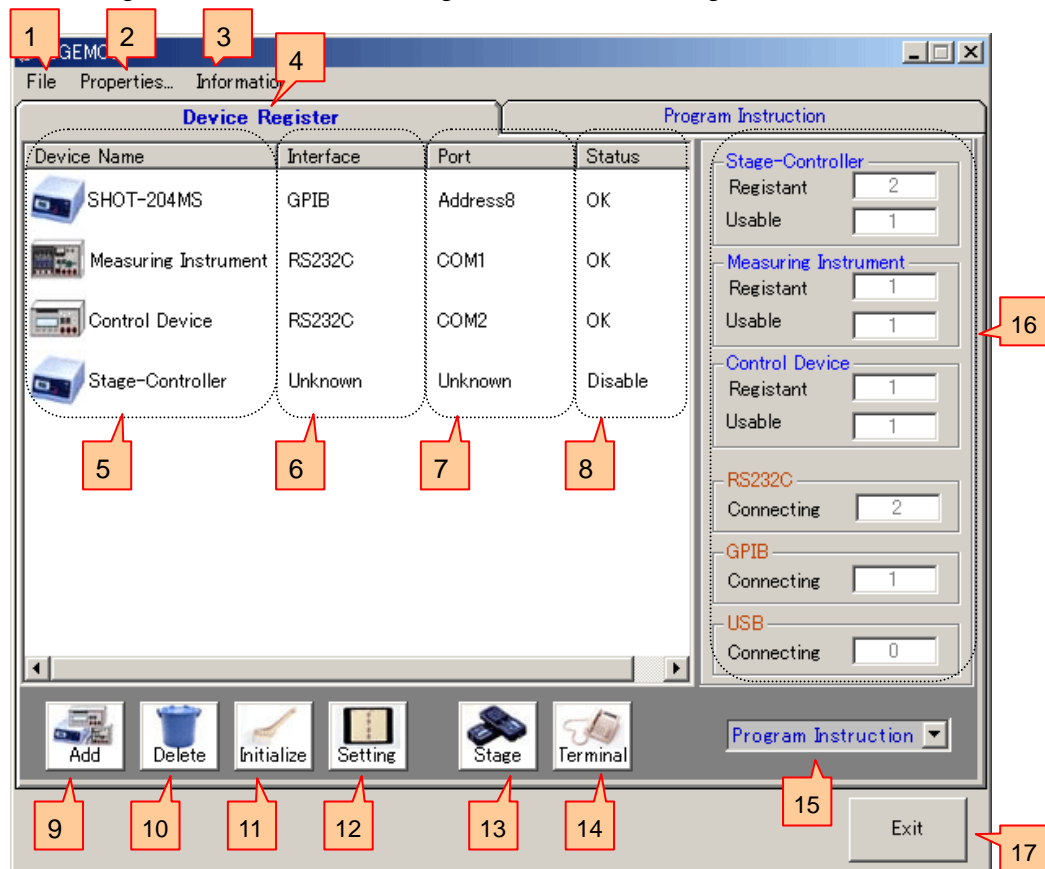 1 2 3
GEMO
4
File Properties... Informatio
Device Register Program Instruction
Device Name Interface Port Status
SHOT-204MS GPIB Address8 OK
Measuring Instrument RS232C COM1 OK
Control Device RS232C COM2 OK
Stage-Controller Unknown Unknown Disable
5 6 7 8
Stage-Controller
Registant 2
Usable 1
Measuring Instrument
Registant 1
Usable 1
16
Control Device
Registant 1
Usable 1
RS232C
Connecting 2
GPIB
Connecting 1
USB
Connecting 0
Add Delete Initialize Setting Stage Terminal
Program Instruction
9 10 11 12 13 14 15
Exit
17